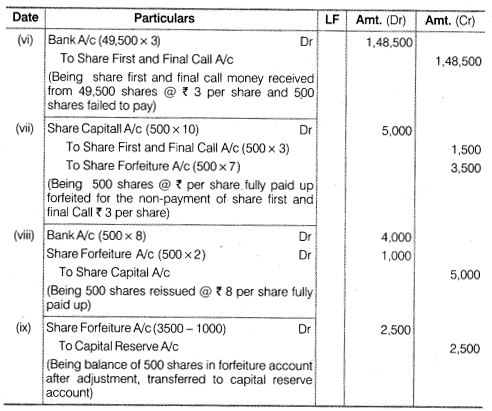 Date Particulars LF Amt. (Dr) Amt. (Cr)
(vi) Bank A/c (49,500 × 3) Dr 1,48,500
To Share First and Final Call A/c 1,48,500
(Being share first and final call money received
from 49,500 shares @ ₹ 3 per share and 500
shares failed to pay)
(vii) Share Capitall A/c (500 × 10) Dr 5,000
To Share First and Final Call A/c (500 × 3) 1,500
To Share Forfeiture A/c (500 × 7) 3,500
(Being 500 shares @ ₹ per share fully paid up
forfeited for the non-payment of share first and
final Call ₹ 3 per share)
(viii) Bank A/c (500 × 8) Dr 4,000
Share Forfeiture A/c (500 × 2) Dr 1,000
To Share Capital A/c 5,000
(Being 500 shares reissued @ ₹ 8 per share fully
paid up)
(ix) Share Forfeiture A/c (3500 – 1000) Dr 2,500
To Capital Reserve A/c 2,500
(Being balance of 500 shares in forfeiture account
after adjustment, transferred to capital reserve
account)